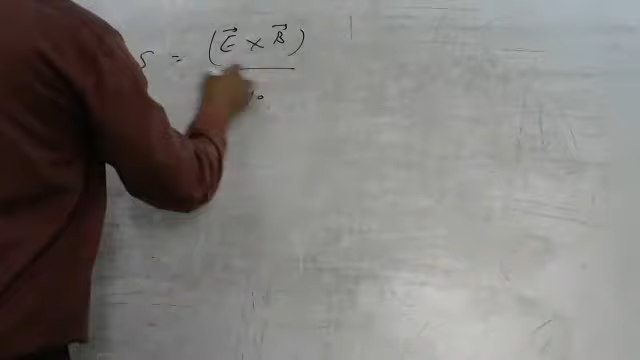 S = (E⃗ × B⃗)